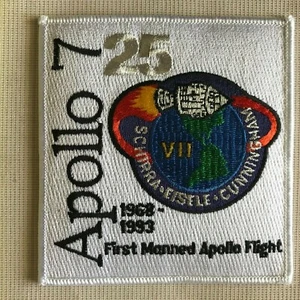 Apollo 7
25
VII
SCHIRRA • EISELE • CUNNINGHAM
1968 -
1993
First Manned Apollo Flight